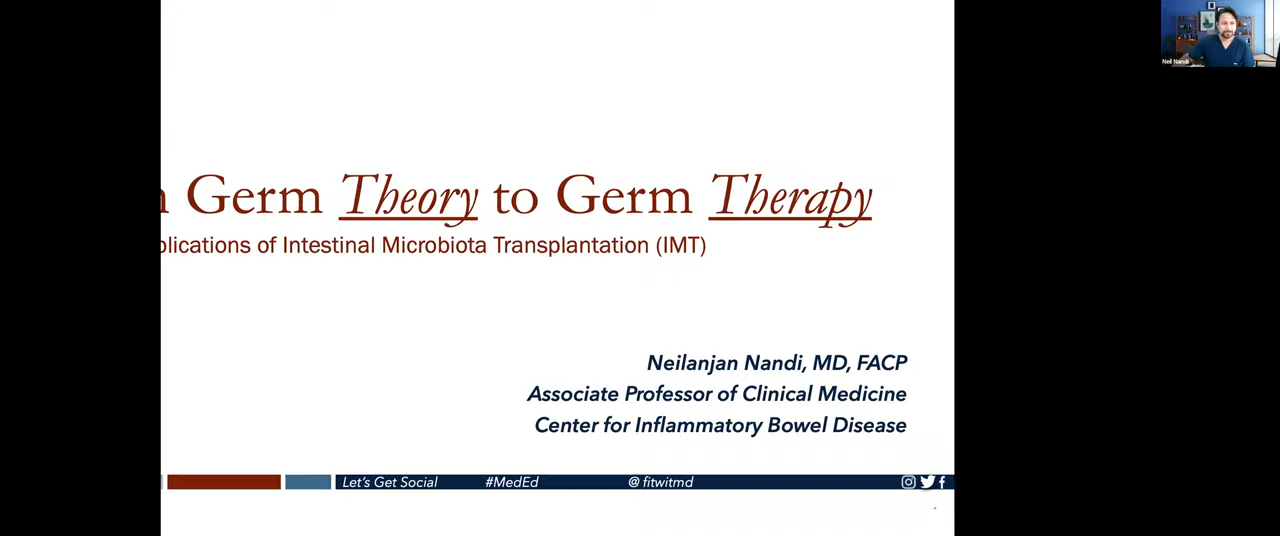 Neil Nandi
Germ Theory to Germ Therapy
of Intestinal Microbiota Transplantation (IMT)
Neilanjan Nandi, MD, FACP
Associate Professor of Clinical Medicine
Center for Inflammatory Bowel Disease
Let's Get Social #MedEd @ fitwitmd